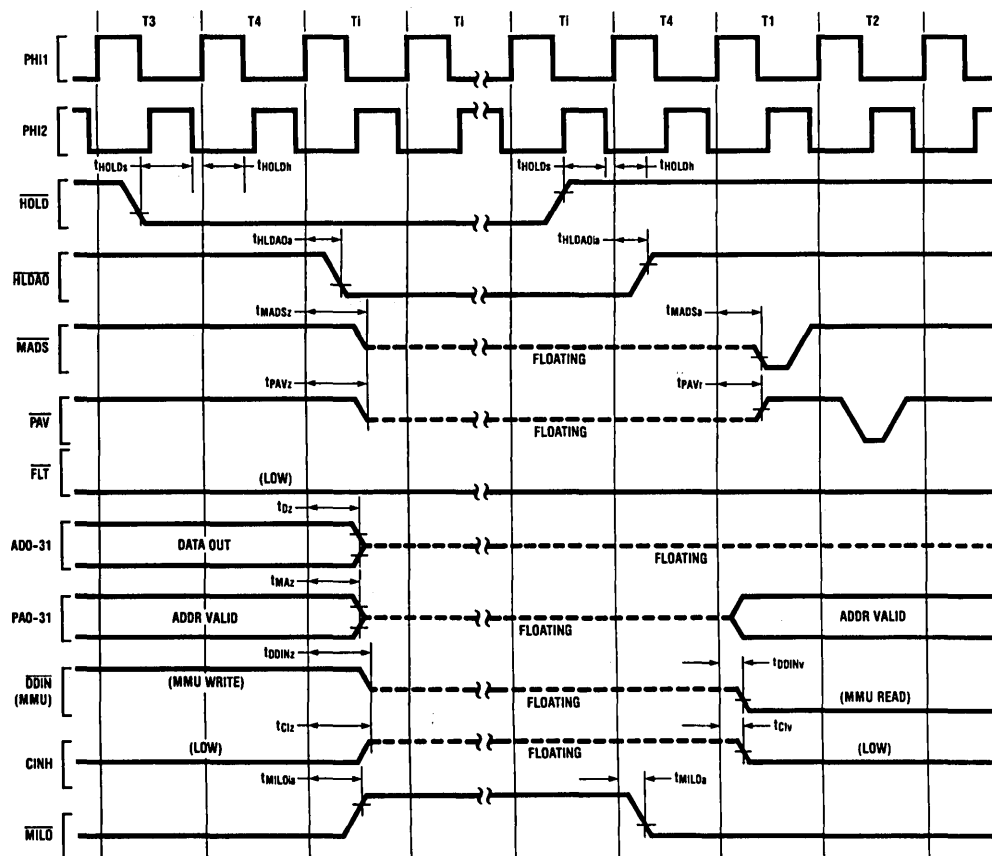 T3 T4 Ti Ti Ti T4 T1 T2
PHI1
PHI2
tHOLDs tHOLDh tHOLDs tHOLDh
HOLD
tHLDAOa tHLDAOia
HLDAO
tMADSz tMADSa
MADS
FLOATING
tPAVz tPAVr
PAV
FLOATING
FLT
(LOW)
tDz
AD0-31 DATA OUT
FLOATING
tMAz
PA0-31 ADDR VALID ADDR VALID
FLOATING
tDDINz tDDINv
DDIN
(MMU)
(MMU WRITE) (MMU READ)
FLOATING
tCIz tCIv
CINH (LOW) (LOW)
FLOATING
tMILOia tMILOa
MILO